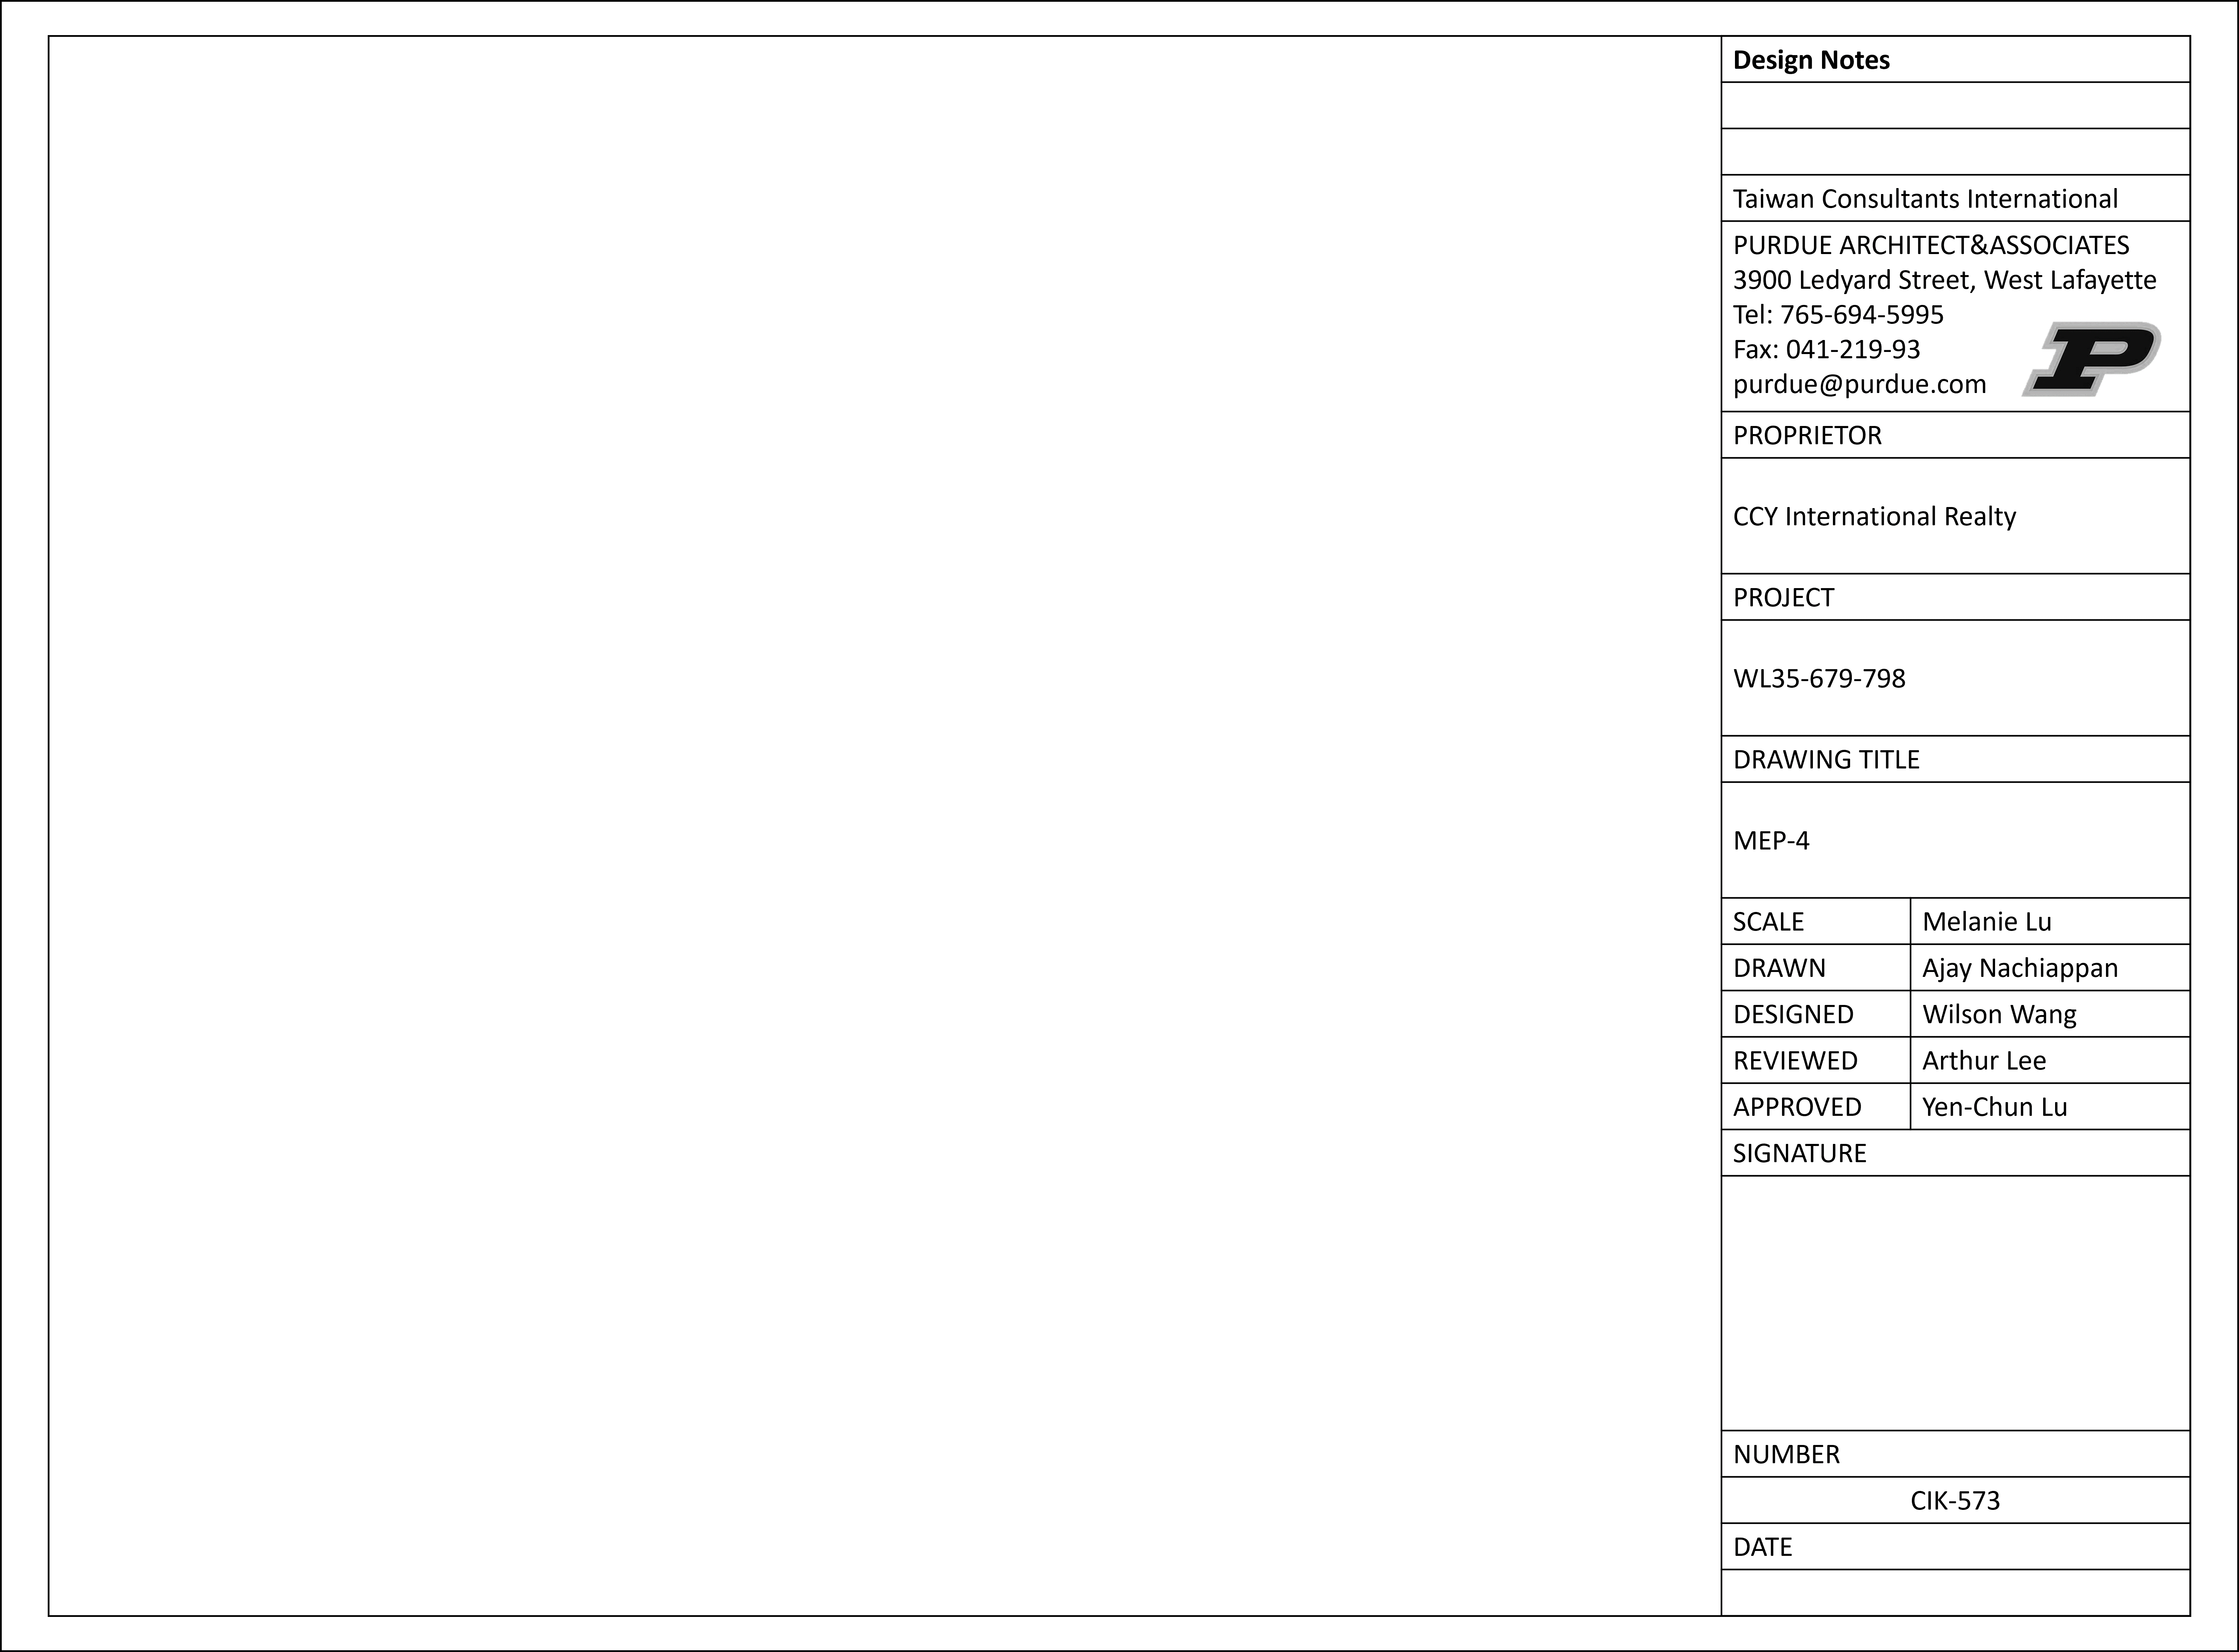 Design Notes
Taiwan Consultants International
PURDUE ARCHITECT&ASSOCIATES
3900 Ledyard Street, West Lafayette
Tel: 765-694-5995
Fax: 041-219-93
purdue@purdue.com
P
PROPRIETOR
CCY International Realty
PROJECT
WL35-679-798
DRAWING TITLE
MEP-4
SCALE Melanie Lu
DRAWN Ajay Nachiappan
DESIGNED Wilson Wang
REVIEWED Arthur Lee
APPROVED Yen-Chun Lu
SIGNATURE
NUMBER
CIK-573
DATE